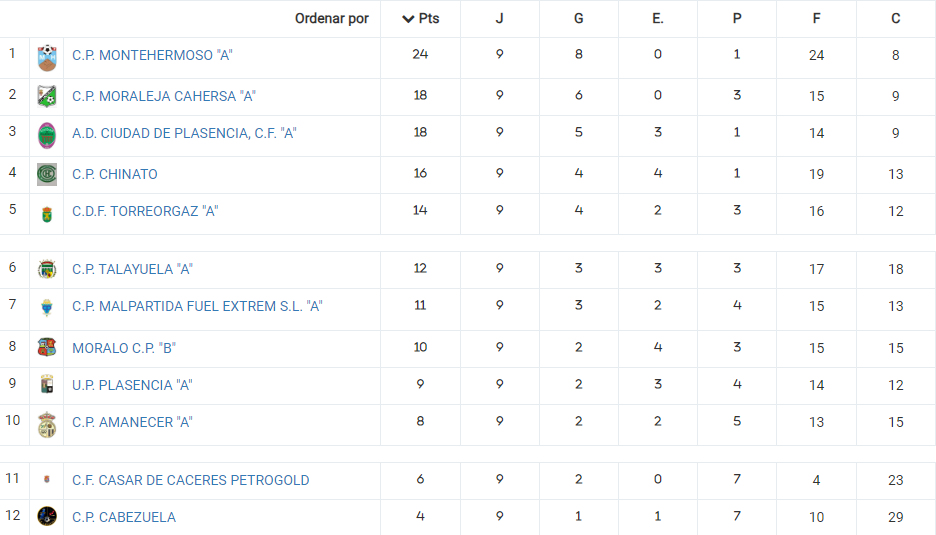 Ordenar por Pts J G E. P F C
1 C.P. MONTEHERMOSO "A" 24 9 8 0 1 24 8
2 C.P. MORALEJA CAHERSA "A" 18 9 6 0 3 15 9
3 A.D. CIUDAD DE PLASENCIA, C.F. "A" 18 9 5 3 1 14 9
4 C.P. CHINATO 16 9 4 4 1 19 13
5 C.D.F. TORREORGAZ "A" 14 9 4 2 3 16 12
6 C.P. TALAYUELA "A" 12 9 3 3 3 17 18
7 C.P. MALPARTIDA FUEL EXTREM S.L. "A" 11 9 3 2 4 15 13
8 MORALO C.P. "B" 10 9 2 4 3 15 15
9 U.P. PLASENCIA "A" 9 9 2 3 4 14 12
10 C.P. AMANECER "A" 8 9 2 2 5 13 15
11 C.F. CASAR DE CACERES PETROGOLD 6 9 2 0 7 4 23
12 C.P. CABEZUELA 4 9 1 1 7 10 29